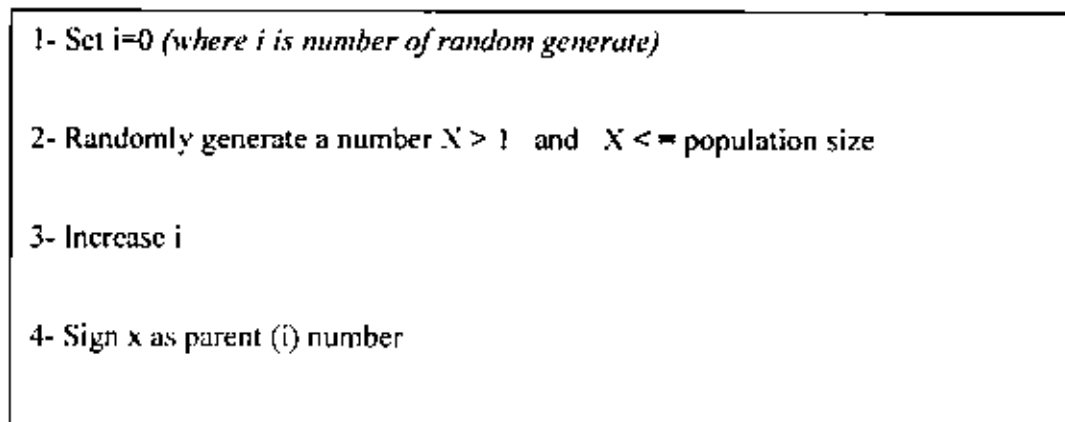 1- Set i=0 (where i is number of random generate)
2- Randomly generate a number X > 1 and X < = population size
3- Increase i
4- Sign x as parent (i) number